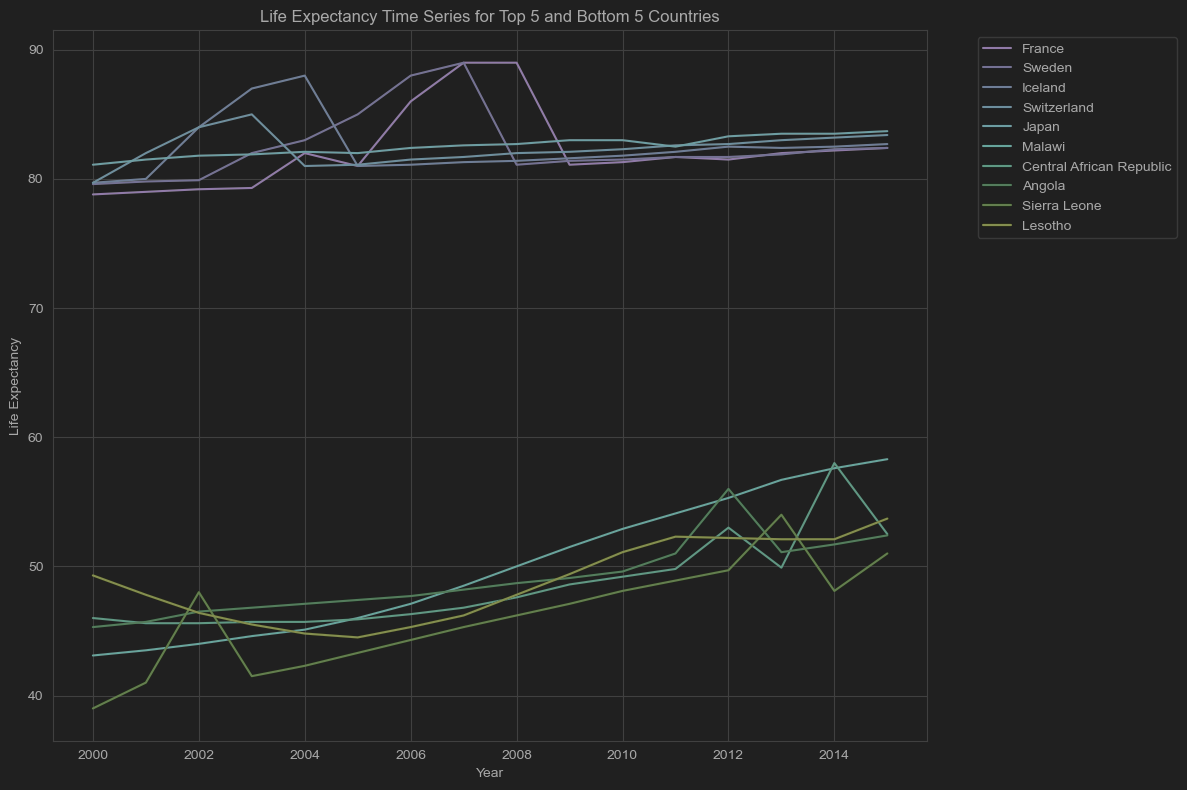 Life Expectancy Time Series for Top 5 and Bottom 5 Countries
90
80
70
60
50
40
Life Expectancy
2000 2002 2004 2006 2008 2010 2012 2014
Year
France
Sweden
Iceland
Switzerland
Japan
Malawi
Central African Republic
Angola
Sierra Leone
Lesotho